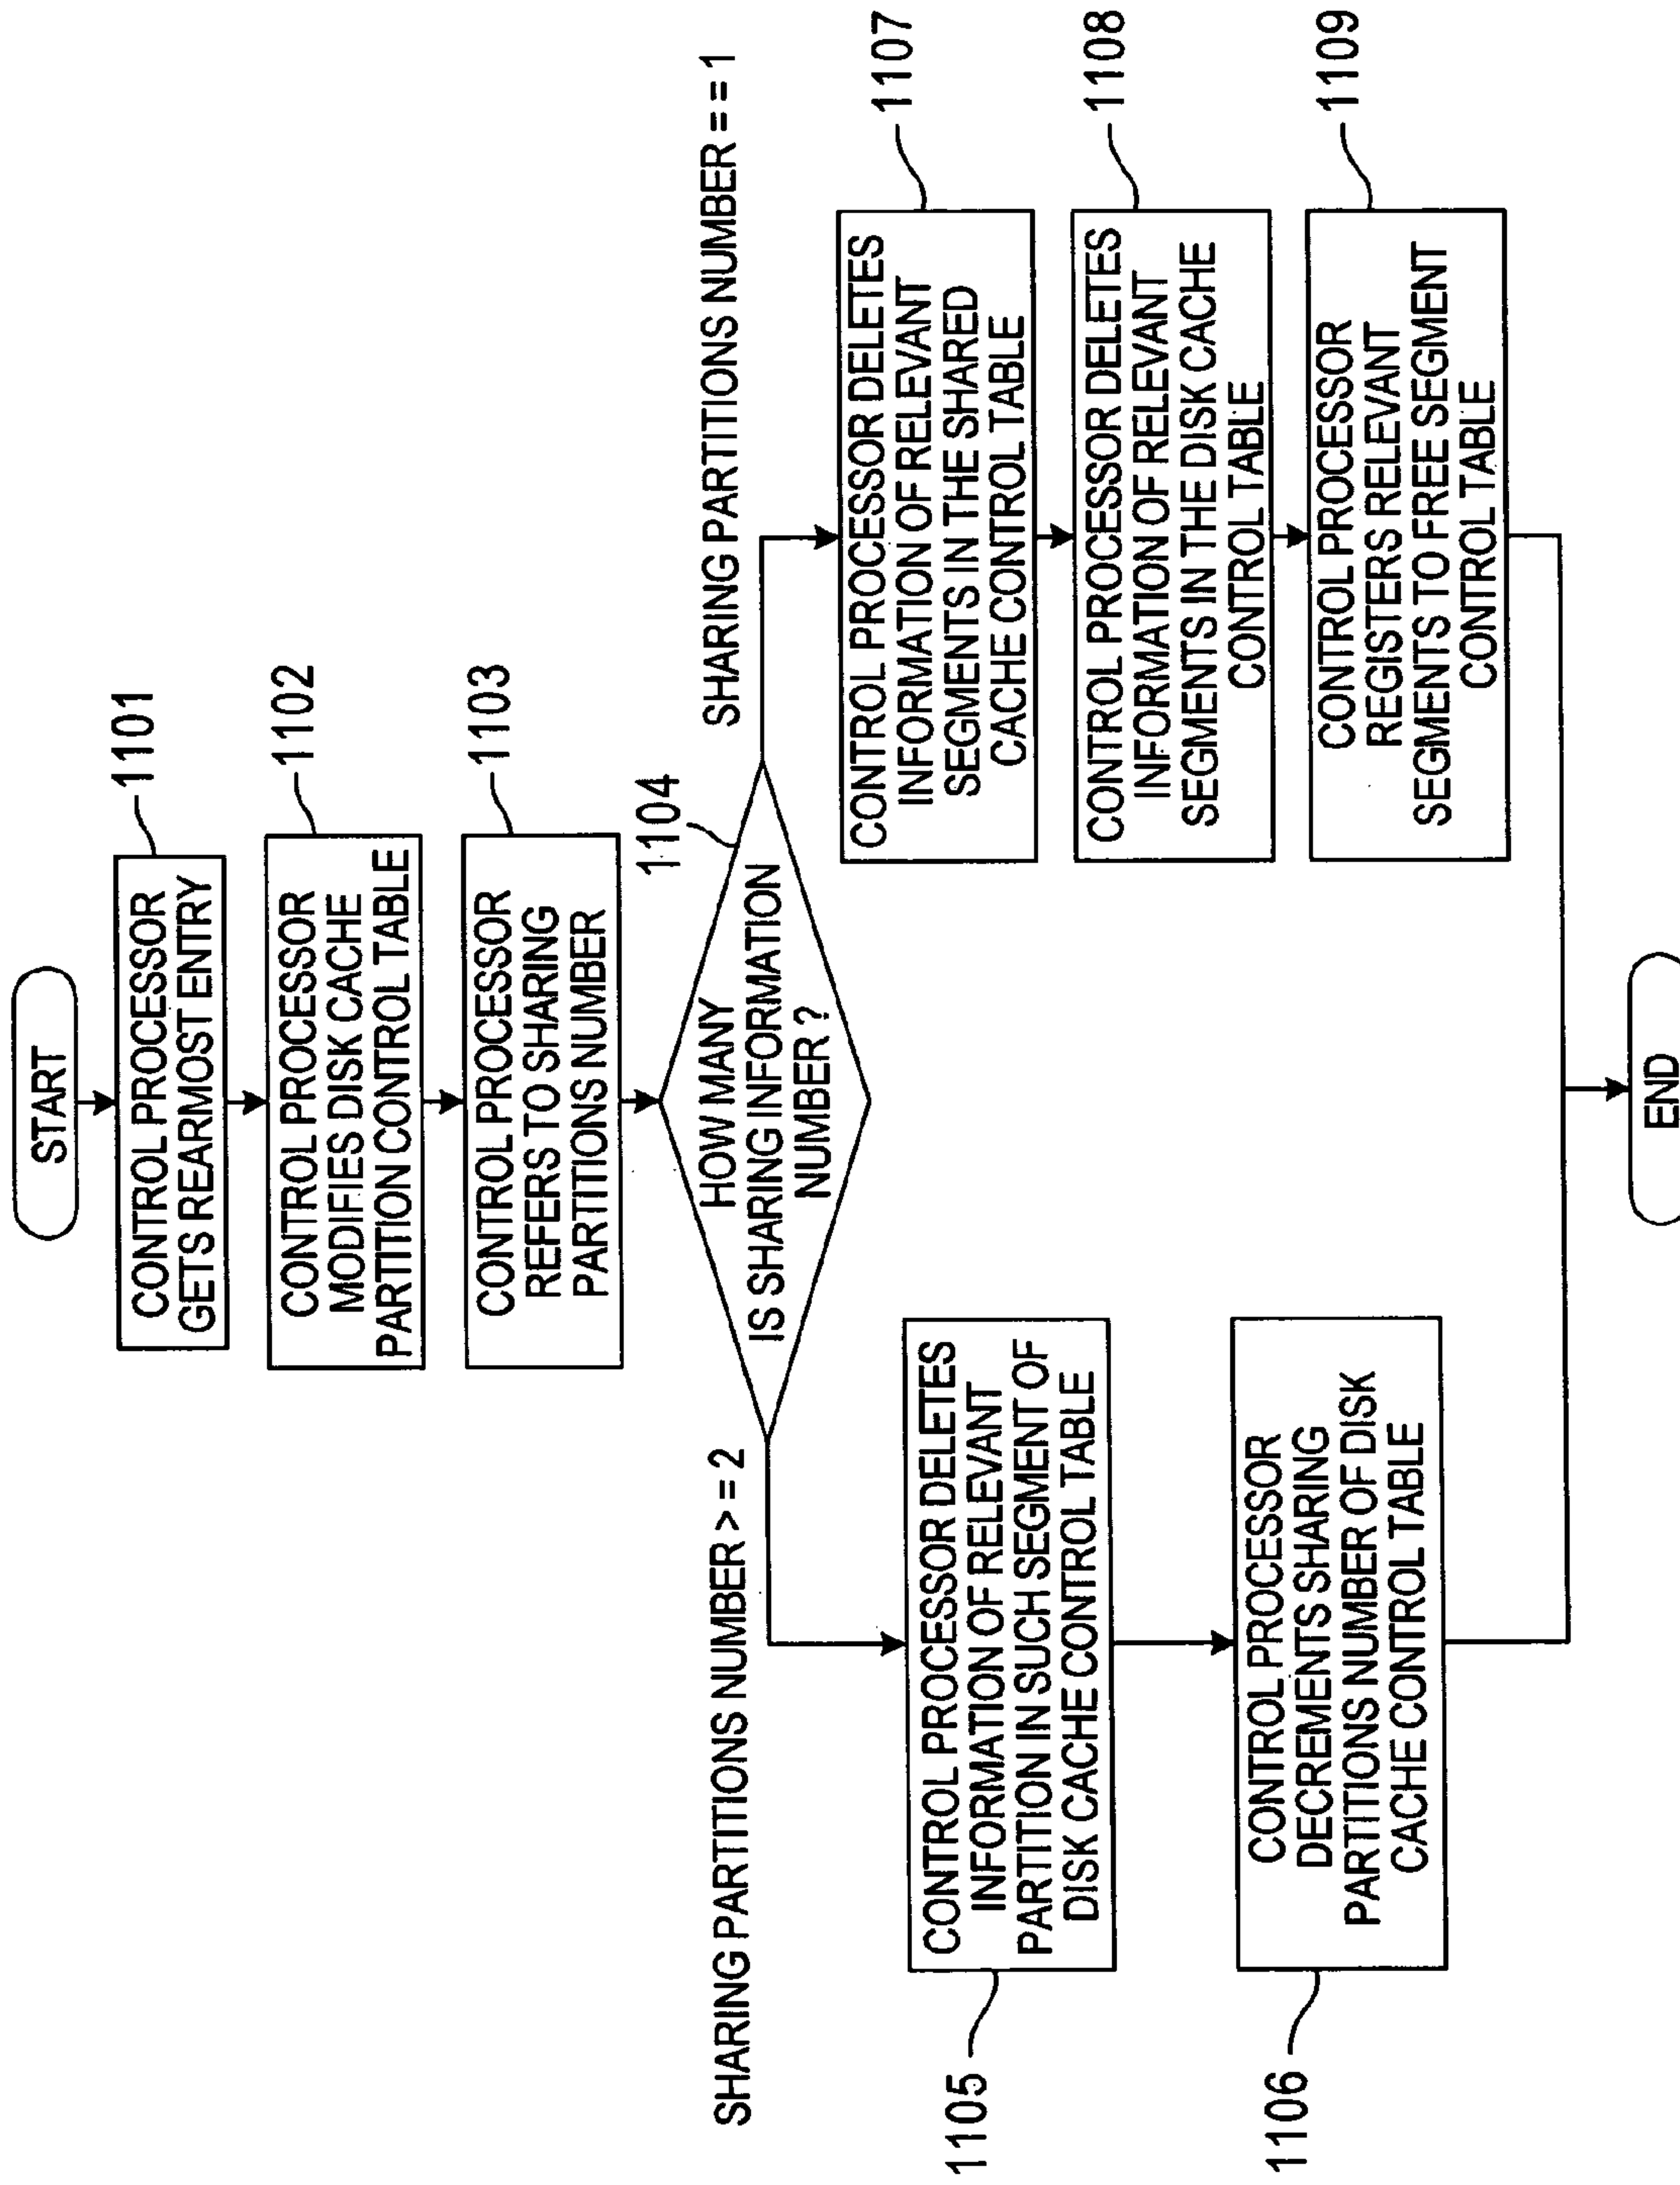 START
1101
CONTROL PROCESSOR
GETS REARMOST ENTRY
1102
CONTROL PROCESSOR
MODIFIES DISK CACHE
PARTITION CONTROL TABLE
1103
CONTROL PROCESSOR
REFERS TO SHARING
PARTITIONS NUMBER
1104
HOW MANY
IS SHARING INFORMATION
NUMBER ?
SHARING PARTITIONS NUMBER > = 2
SHARING PARTITIONS NUMBER = = 1
1105
CONTROL PROCESSOR DELETES
INFORMATION OF RELEVANT
PARTITION IN SUCH SEGMENT OF
DISK CACHE CONTROL TABLE
1106
CONTROL PROCESSOR
DECREMENTS SHARING
PARTITIONS NUMBER OF DISK
CACHE CONTROL TABLE
1107
CONTROL PROCESSOR DELETES
INFORMATION OF RELEVANT
SEGMENTS IN THE SHARED
CACHE CONTROL TABLE
1108
CONTROL PROCESSOR DELETES
INFORMATION OF RELEVANT
SEGMENTS IN THE DISK CACHE
CONTROL TABLE
1109
CONTROL PROCESSOR
REGISTERS RELEVANT
SEGMENTS TO FREE SEGMENT
CONTROL TABLE
END